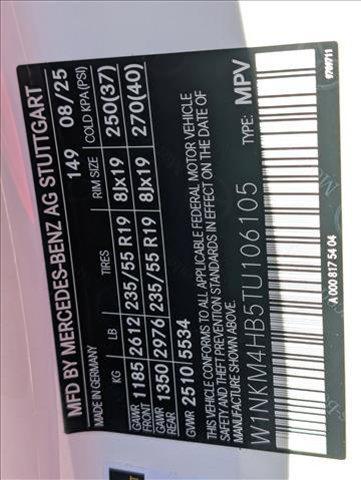 MFD BY MERCEDES-BENZ AG STUTTGART
MADE IN GERMANY 149 08/25
KG LB TIRES RIM SIZE COLD KPA (PSI)
GAWR FRONT 1185 2612 235/55 R19 8Jx19 250(37)
GAWR REAR 1350 2976 235/55 R19 8Jx19 270(40)
GVWR 2510/5534
THIS VEHICLE CONFORMS TO ALL APPLICABLE FEDERAL MOTOR VEHICLE
SAFETY, THEFT PREVENTION STANDARDS IN EFFECT ON THE DATE OF
MANUFACTURE SHOWN ABOVE.
TYPE: MPV
W1NKM4HB5TU106105
A 000 817 54 04